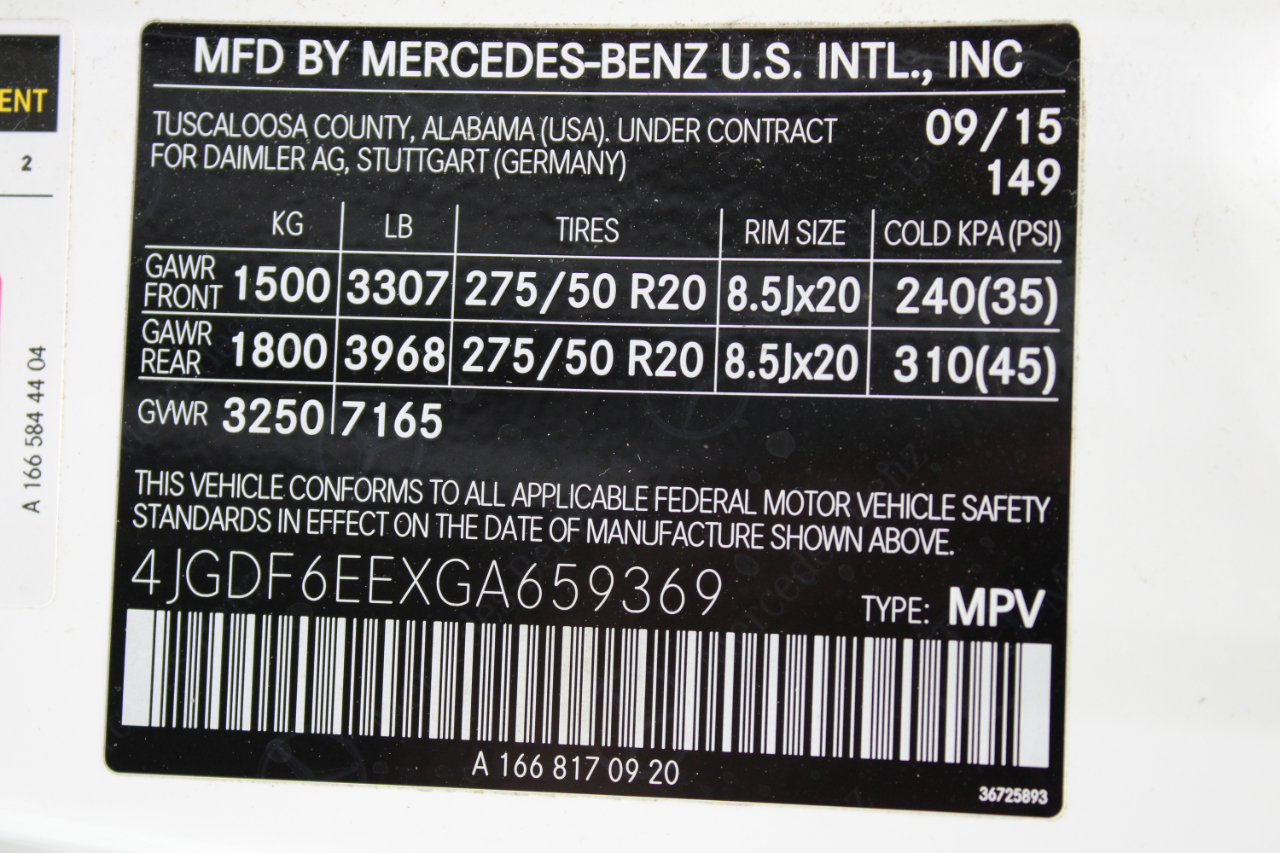 MFD BY MERCEDES-BENZ U.S. INTL., INC
TUSCALOOSA COUNTY, ALABAMA (USA). UNDER CONTRACT 09/15
FOR DAIMLER AG, STUTTGART (GERMANY) 149
KG LB TIRES RIM SIZE COLD KPA (PSI)
GAWR FRONT 1500 3307 275/50 R20 8.5Jx20 240(35)
GAWR REAR 1800 3968 275/50 R20 8.5Jx20 310(45)
GVWR 3250 7165
THIS VEHICLE CONFORMS TO ALL APPLICABLE FEDERAL MOTOR VEHICLE SAFETY
STANDARDS IN EFFECT ON THE DATE OF MANUFACTURE SHOWN ABOVE.
4JGDF6EEXGA659369 TYPE: MPV
A 166 817 09 20
36725893
2
A 166 584 44 04